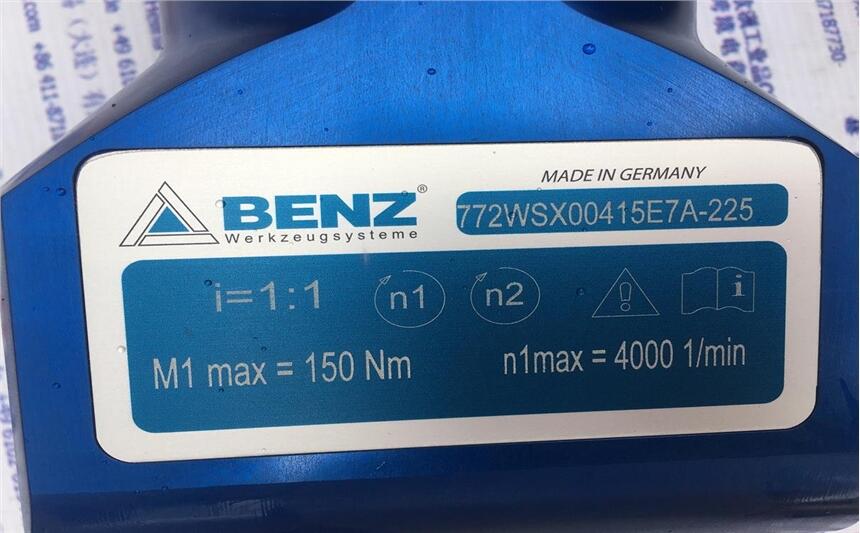 BENZ®
Werkzeugsysteme
MADE IN GERMANY
772WSX00415E7A-225
i=1:1
n1
n2
!
i
M1 max = 150 Nm
n1max = 4000 1/min